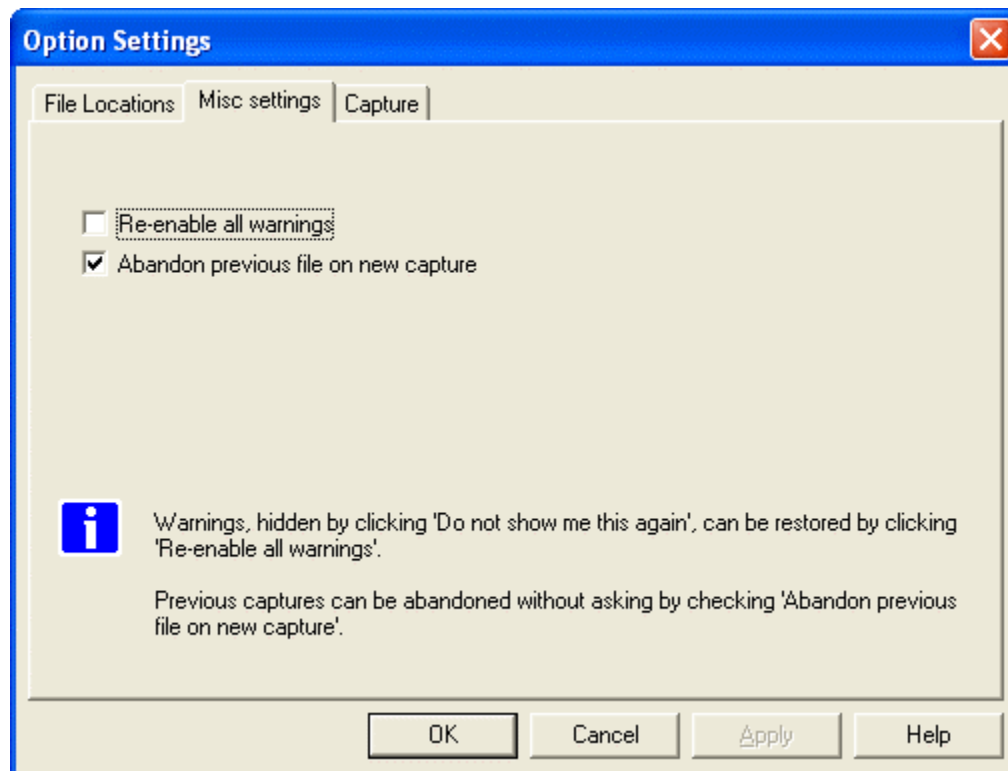 Option Settings
File Locations Misc settings Capture
Re-enable all warnings
Abandon previous file on new capture
Warnings, hidden by clicking 'Do not show me this again', can be restored by clicking
'Re-enable all warnings'.
Previous captures can be abandoned without asking by checking 'Abandon previous
file on new capture'.
OK Cancel Apply Help